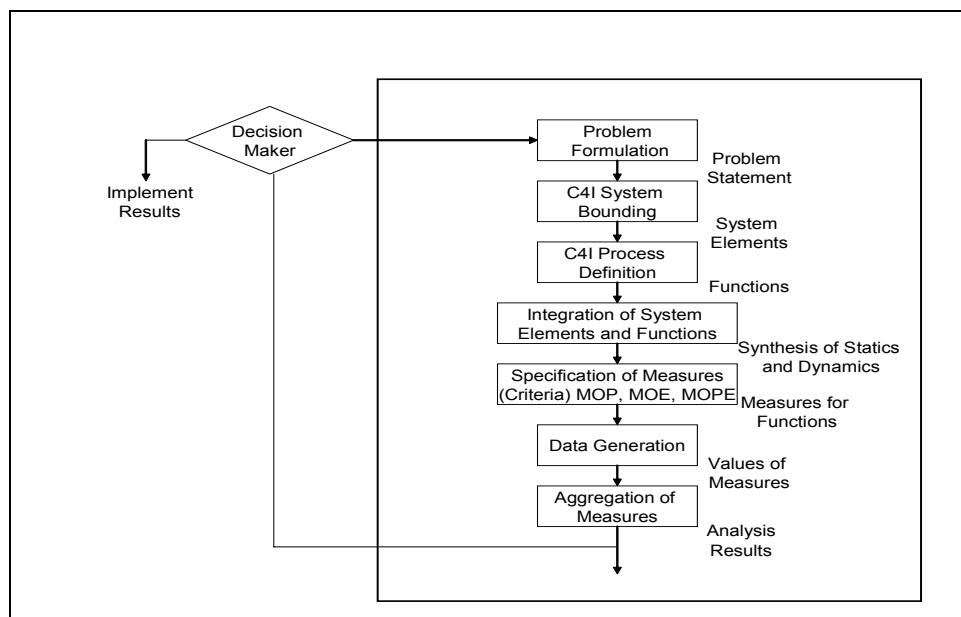 Decision
Maker
Implement
Results
Problem
Formulation
Problem
Statement
C4I System
Bounding
System
Elements
C4I Process
Definition
Functions
Integration of System
Elements and Functions
Synthesis of Statics
and Dynamics
Specification of Measures
(Criteria) MOP, MOE, MOPE
Measures for
Functions
Data Generation
Values of
Measures
Aggregation of
Measures
Analysis
Results